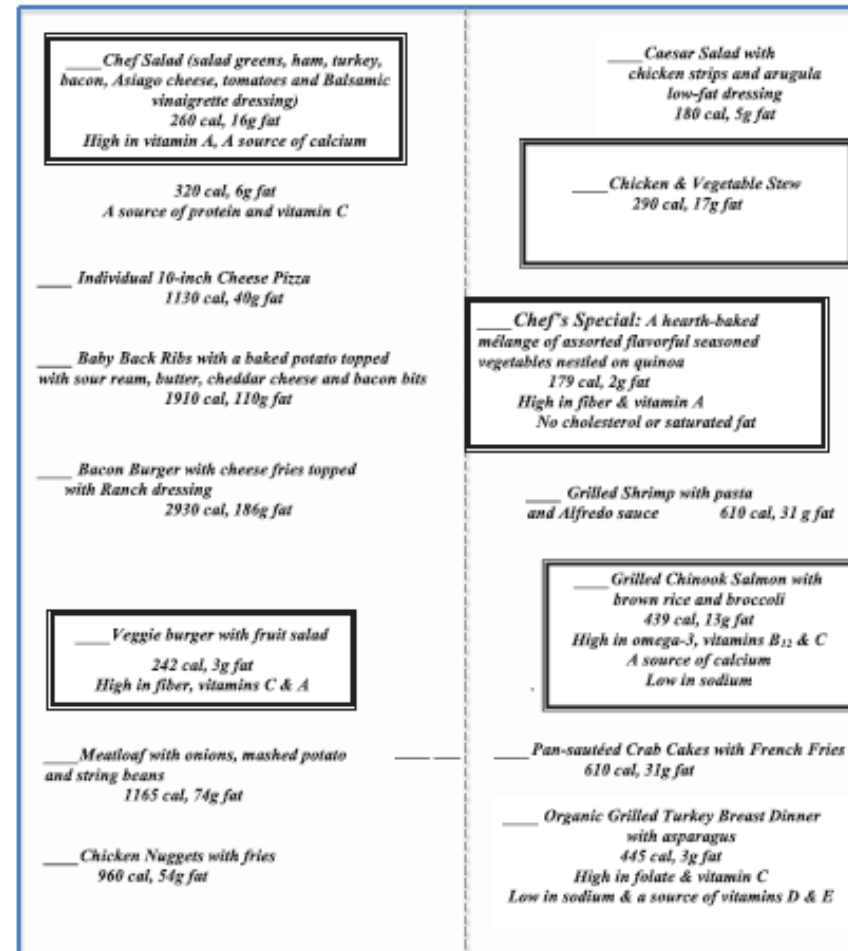 ____Chef Salad (salad greens, ham, turkey,
bacon, Asiago cheese, tomatoes and Balsamic
vinaigrette dressing)
260 cal, 16g fat
High in vitamin A, A source of calcium
320 cal, 6g fat
A source of protein and vitamin C
____ Individual 10-inch Cheese Pizza
1130 cal, 40g fat
____ Baby Back Ribs with a baked potato topped
with sour ream, butter, cheddar cheese and bacon bits
1910 cal, 110g fat
____ Bacon Burger with cheese fries topped
with Ranch dressing
2930 cal, 186g fat
____Veggie burger with fruit salad
242 cal, 3g fat
High in fiber, vitamins C & A
____Meatloaf with onions, mashed potato
and string beans
1165 cal, 74g fat
____Chicken Nuggets with fries
960 cal, 54g fat
____Caesar Salad with
chicken strips and arugula
low-fat dressing
180 cal, 5g fat
____Chicken & Vegetable Stew
290 cal, 17g fat
____Chef's Special: A hearth-baked
mélange of assorted flavorful seasoned
vegetables nestled on quinoa
179 cal, 2g fat
High in fiber & vitamin A
No cholesterol or saturated fat
____ Grilled Shrimp with pasta
and Alfredo sauce 610 cal, 31 g fat
____Grilled Chinook Salmon with
brown rice and broccoli
439 cal, 13g fat
High in omega-3, vitamins B₁₂ & C
A source of calcium
Low in sodium
____ ____Pan-sautéed Crab Cakes with French Fries
610 cal, 31g fat
____ Organic Grilled Turkey Breast Dinner
with asparagus
445 cal, 3g fat
High in folate & vitamin C
Low in sodium & a source of vitamins D & E